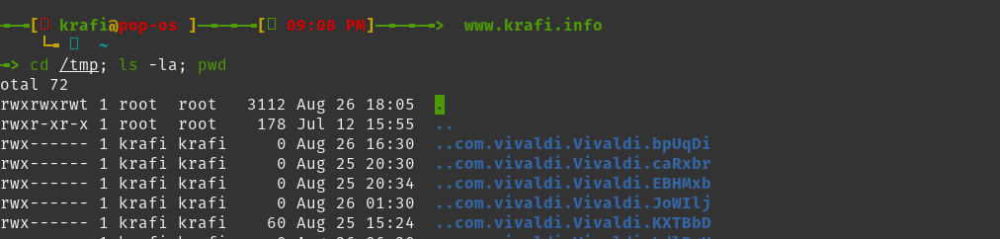 [ krafi@pop-os ]──[ 09:08 PM]────> www.krafi.info
~
=> cd /tmp; ls -la; pwd
otal 72
rwxrwxrwt 1 root  root   3112 Aug 26 18:05  .
rwxr-xr-x 1 root  root    178 Jul 12 15:55  ..
rwx------ 1 krafi krafi     0 Aug 26 16:30  ..com.vivaldi.Vivaldi.bpUqDi
rwx------ 1 krafi krafi     0 Aug 25 20:30  ..com.vivaldi.Vivaldi.caRxbr
rwx------ 1 krafi krafi     0 Aug 25 20:34  ..com.vivaldi.Vivaldi.EBHMxb
rwx------ 1 krafi krafi     0 Aug 26 01:30  ..com.vivaldi.Vivaldi.JoWIlj
rwx------ 1 krafi krafi    60 Aug 25 15:24  ..com.vivaldi.Vivaldi.KXTBbD